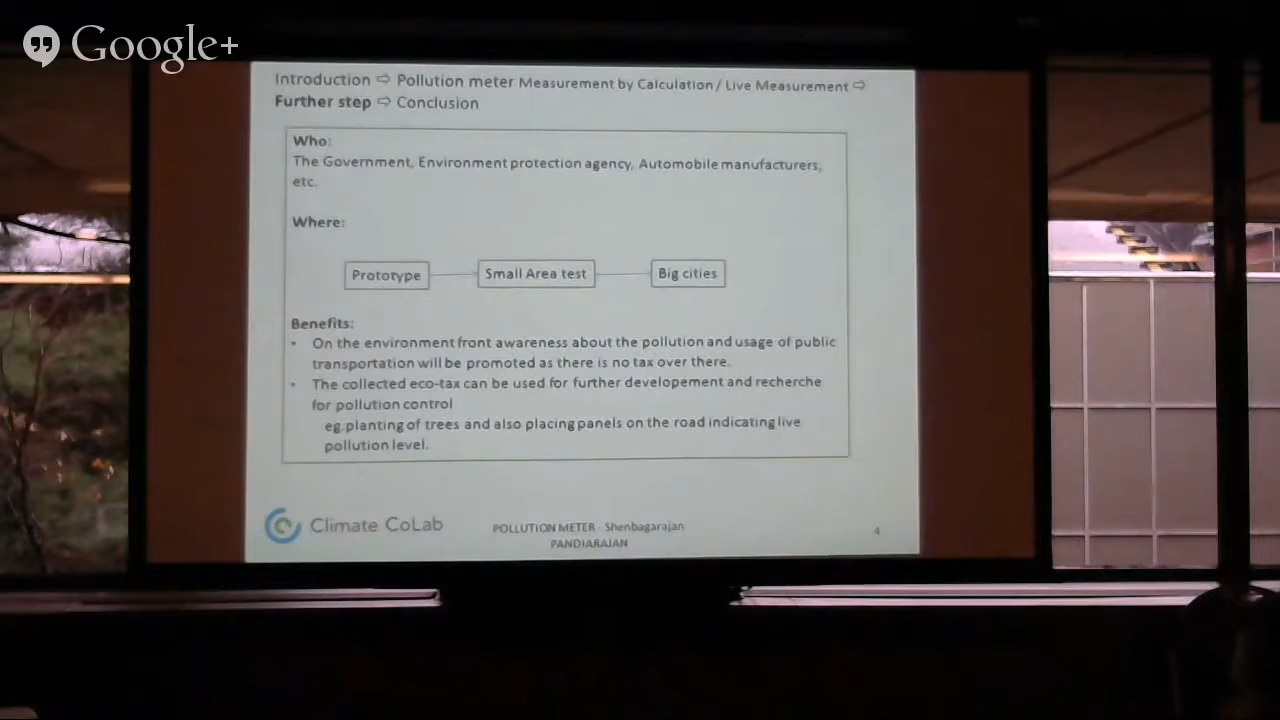 Google+
Introduction ⇨ Pollution meter Measurement by Calculation / Live Measurement ⇨
Further step ⇨ Conclusion
Who:
The Government, Environment protection agency, Automobile manufacturers,
etc.
Where:
Prototype Small Area test Big cities
Benefits:
• On the environment front awareness about the pollution and usage of public
transportation will be promoted as there is no tax over there.
• The collected eco-tax can be used for further developement and recherche
for pollution control
eg.planting of trees and also placing panels on the road indicating live
pollution level.
Climate CoLab
POLLUTION METER - Shenbagarajan
PANDIARAJAN
4